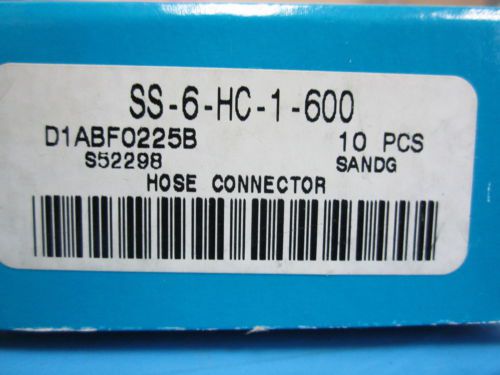 SS-6-HC-1-600
D1ABF0225B 10 PCS
S52298 SANDG
HOSE CONNECTOR